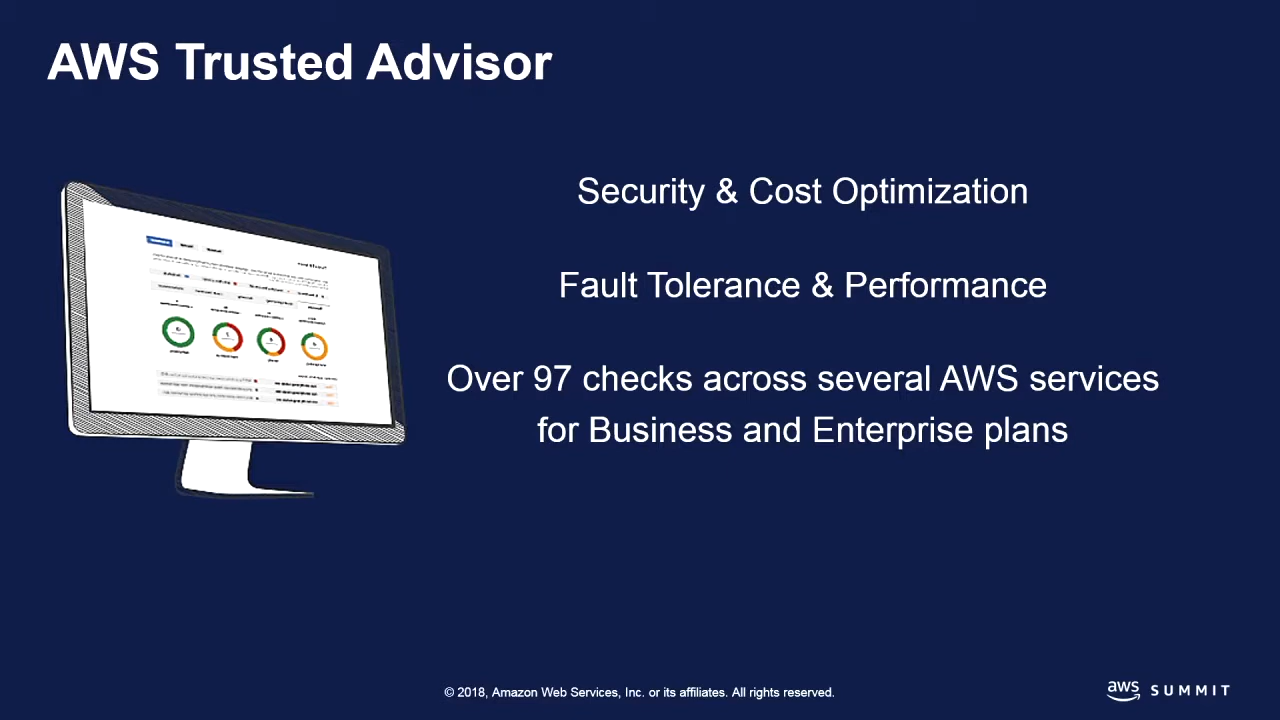 AWS Trusted Advisor
Security & Cost Optimization
Fault Tolerance & Performance
Over 97 checks across several AWS services
for Business and Enterprise plans
© 2018, Amazon Web Services, Inc. or its affiliates. All rights reserved.
aws SUMMIT